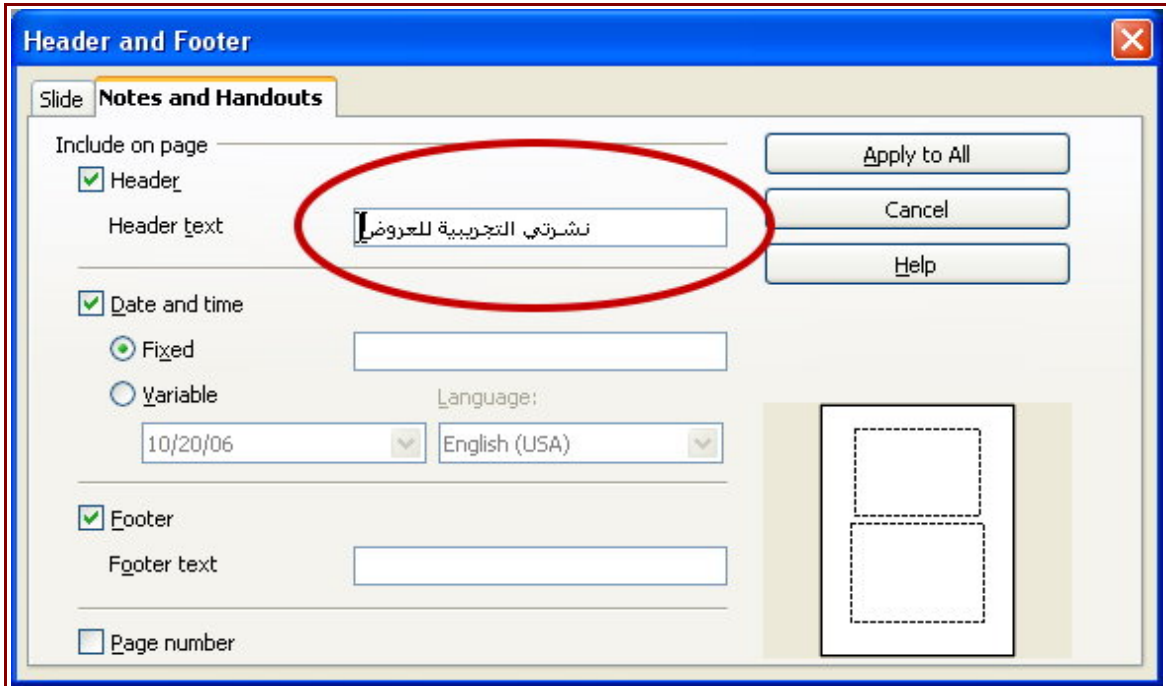 Header and Footer
Slide
Notes and Handouts
Include on page
Header
Apply to All
Header text
نشرتي التجريبية للعروض
Cancel
Help
Date and time
Fixed
Variable
Language:
10/20/06
English (USA)
Footer
Footer text
Page number